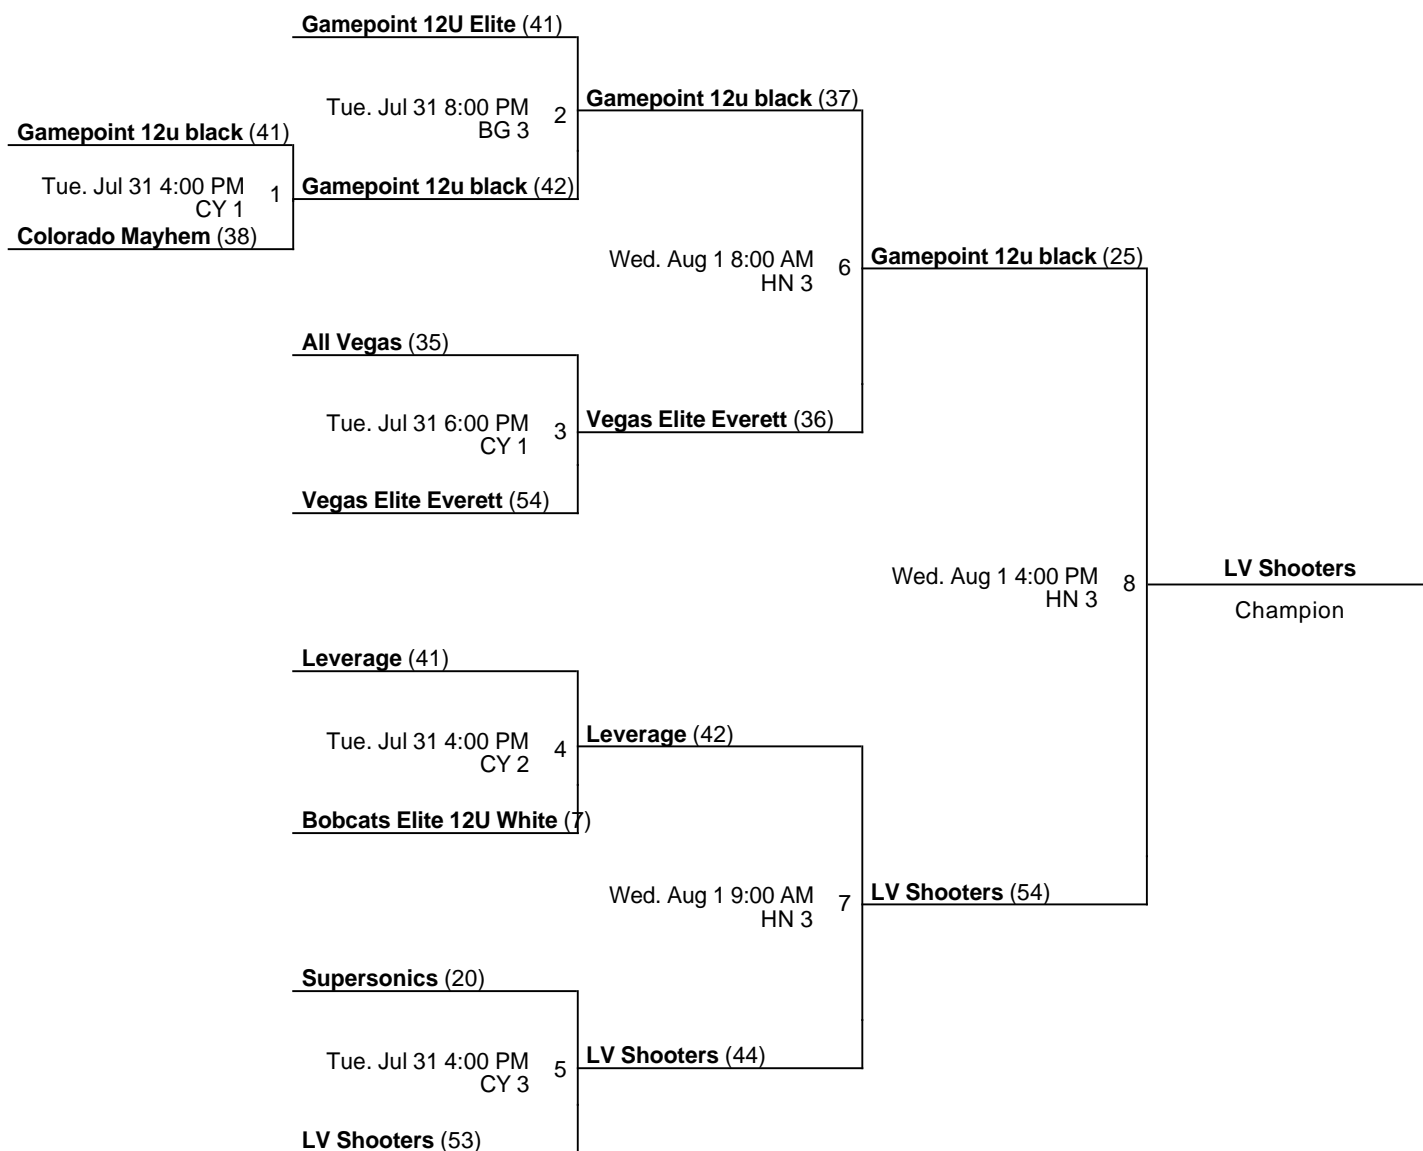 Gamepoint 12U Elite (41)
Tue. Jul 31 8:00 PM
BG 3
2
Gamepoint 12u black (37)
Gamepoint 12u black (41)
Tue. Jul 31 4:00 PM
CY 1
1
Gamepoint 12u black (42)
Colorado Mayhem (38)
Wed. Aug 1 8:00 AM
HN 3
6
Gamepoint 12u black (25)
All Vegas (35)
Tue. Jul 31 6:00 PM
CY 1
3
Vegas Elite Everett (36)
Vegas Elite Everett (54)
Wed. Aug 1 4:00 PM
HN 3
8
LV Shooters
Champion
Leverage (41)
Tue. Jul 31 4:00 PM
CY 2
4
Leverage (42)
Bobcats Elite 12U White (7)
Wed. Aug 1 9:00 AM
HN 3
7
LV Shooters (54)
Supersonics (20)
Tue. Jul 31 4:00 PM
CY 3
5
LV Shooters (44)
LV Shooters (53)